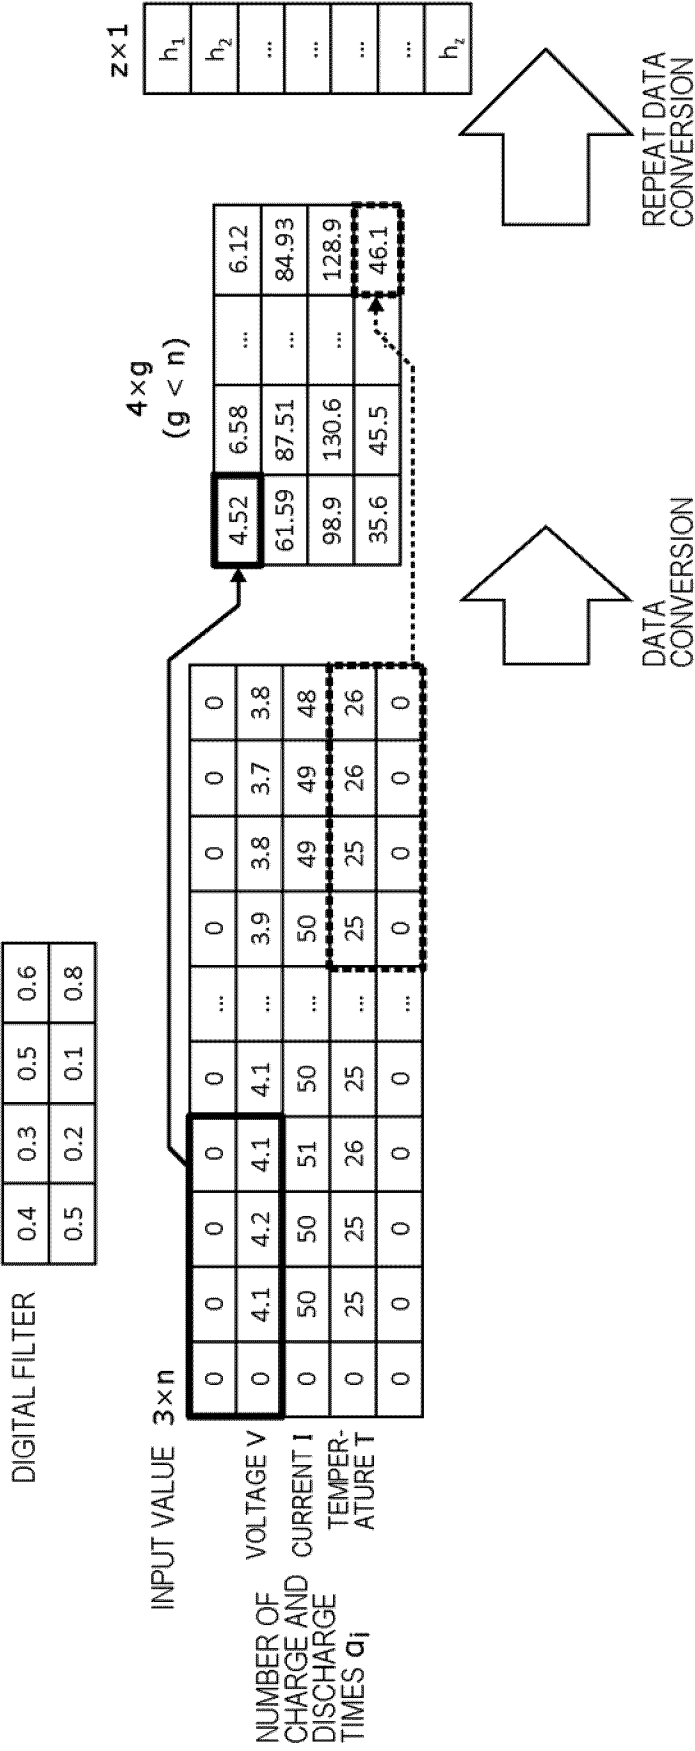 DIGITAL FILTER
0.4 0.3 0.5 0.6
0.5 0.2 0.1 0.8
INPUT VALUE 3×n
NUMBER OF
CHARGE AND
DISCHARGE
TIMES ai
VOLTAGE V
CURRENT I
TEMPER-
ATURE T
0 0 0 0 0 ... 0 0 0 0
0 4.1 4.2 4.1 4.1 ... 3.9 3.8 3.7 3.8
0 50 50 51 50 ... 50 49 49 48
0 25 25 26 25 ... 25 25 26 26
0 0 0 0 0 ... 0 0 0 0
DATA
CONVERSION
4×g
(g < n)
4.52 6.58 ... 6.12
61.59 87.51 ... 84.93
98.9 130.6 ... 128.9
35.6 45.5 ... 46.1
REPEAT DATA
CONVERSION
z×1
h1
h2
...
...
...
...
hz